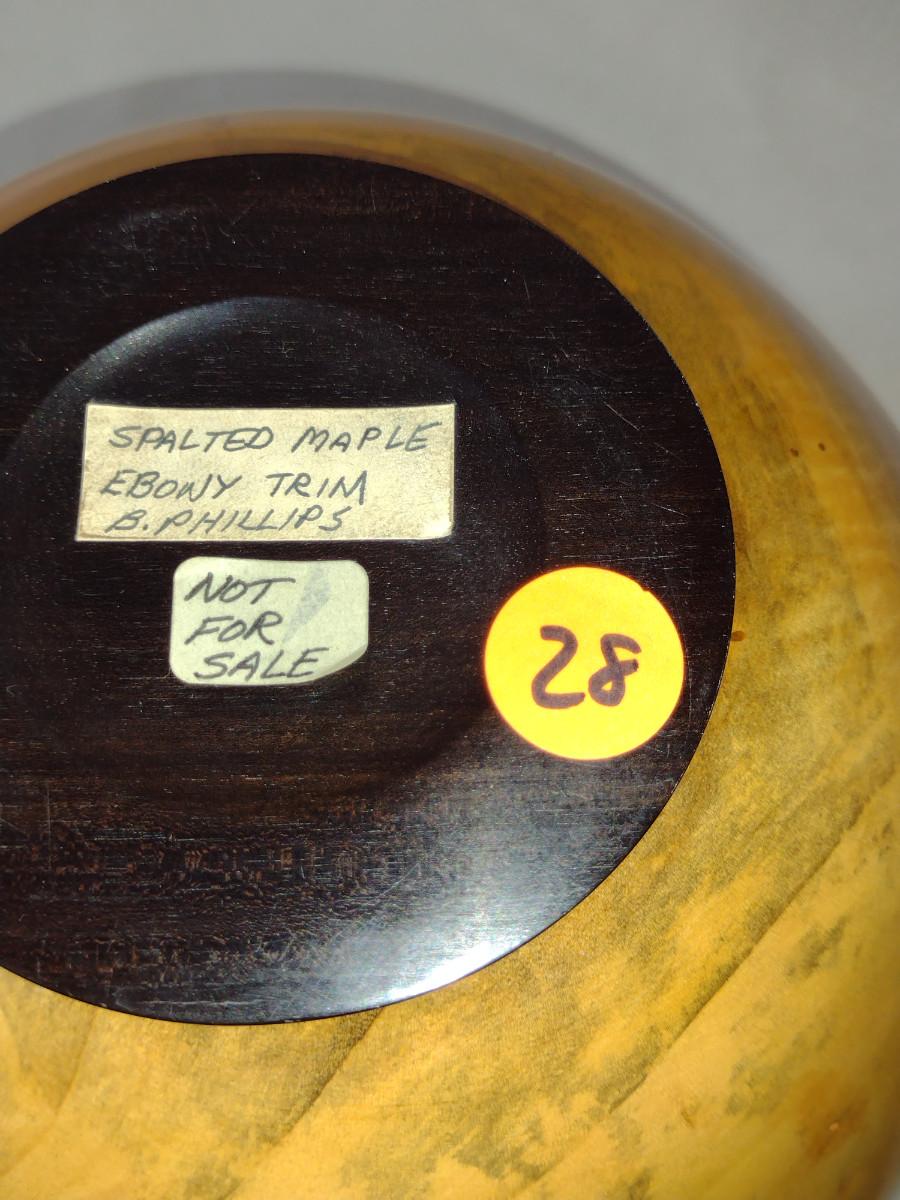 SPALTED MAPLE
EBONY TRIM
B. PHILLIPS
NOT
FOR
SALE
28